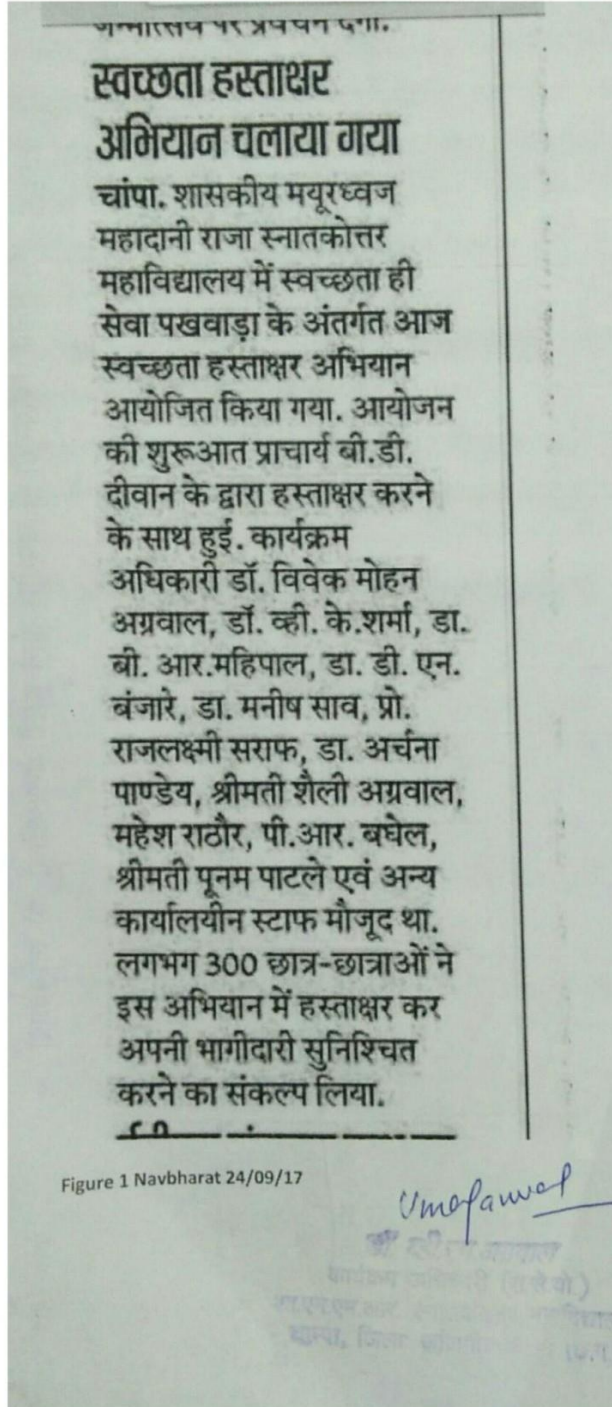 जन्मोत्सव पर प्रवचन देंगी.
स्वच्छता हस्ताक्षर
अभियान चलाया गया
चांपा. शासकीय मयूरध्वज
महादानी राजा स्नातकोत्तर
महाविद्यालय में स्वच्छता ही
सेवा पखवाड़ा के अंतर्गत आज
स्वच्छता हस्ताक्षर अभियान
आयोजित किया गया. आयोजन
की शुरूआत प्राचार्य बी.डी.
दीवान के द्वारा हस्ताक्षर करने
के साथ हुई. कार्यक्रम
अधिकारी डॉ. विवेक मोहन
अग्रवाल, डॉ. व्ही. के.शर्मा, डा.
बी. आर.महिपाल, डा. डी. एन.
बंजारे, डा. मनीष साव, प्रो.
राजलक्ष्मी सराफ, डा. अर्चना
पाण्डेय, श्रीमती शैली अग्रवाल,
महेश राठौर, पी.आर. बघेल,
श्रीमती पूनम पाटले एवं अन्य
कार्यालयीन स्टाफ मौजूद था.
लगभग 300 छात्र-छात्राओं ने
इस अभियान में हस्ताक्षर कर
अपनी भागीदारी सुनिश्चित
करने का संकल्प लिया.
Figure 1 Navbharat 24/09/17